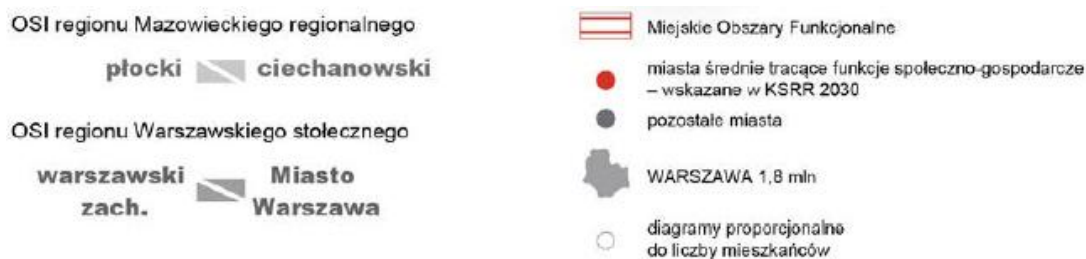 OSI regionu Mazowieckiego regionalnego
płocki ciechanowski
OSI regionu Warszawskiego stołecznego
warszawski Miasto
zach. Warszawa
Miejskie Obszary Funkcjonalne
miasta średnie tracące funkcje społeczno-gospodarcze
– wskazane w KSRR 2030
pozostałe miasta
WARSZAWA 1,8 mln
diagramy proporcjonalne
do liczby mieszkańców